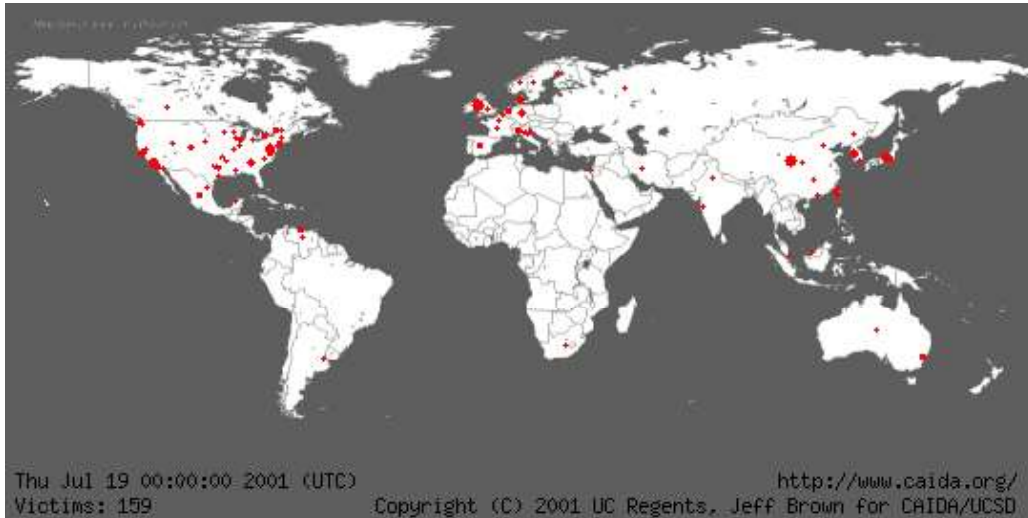 Thu Jul 19 00:00:00 2001 (UTC)
http://www.caida.org/
Victims: 159
Copyright (C) 2001 UC Regents, Jeff Brown for CAIDA/UCSD